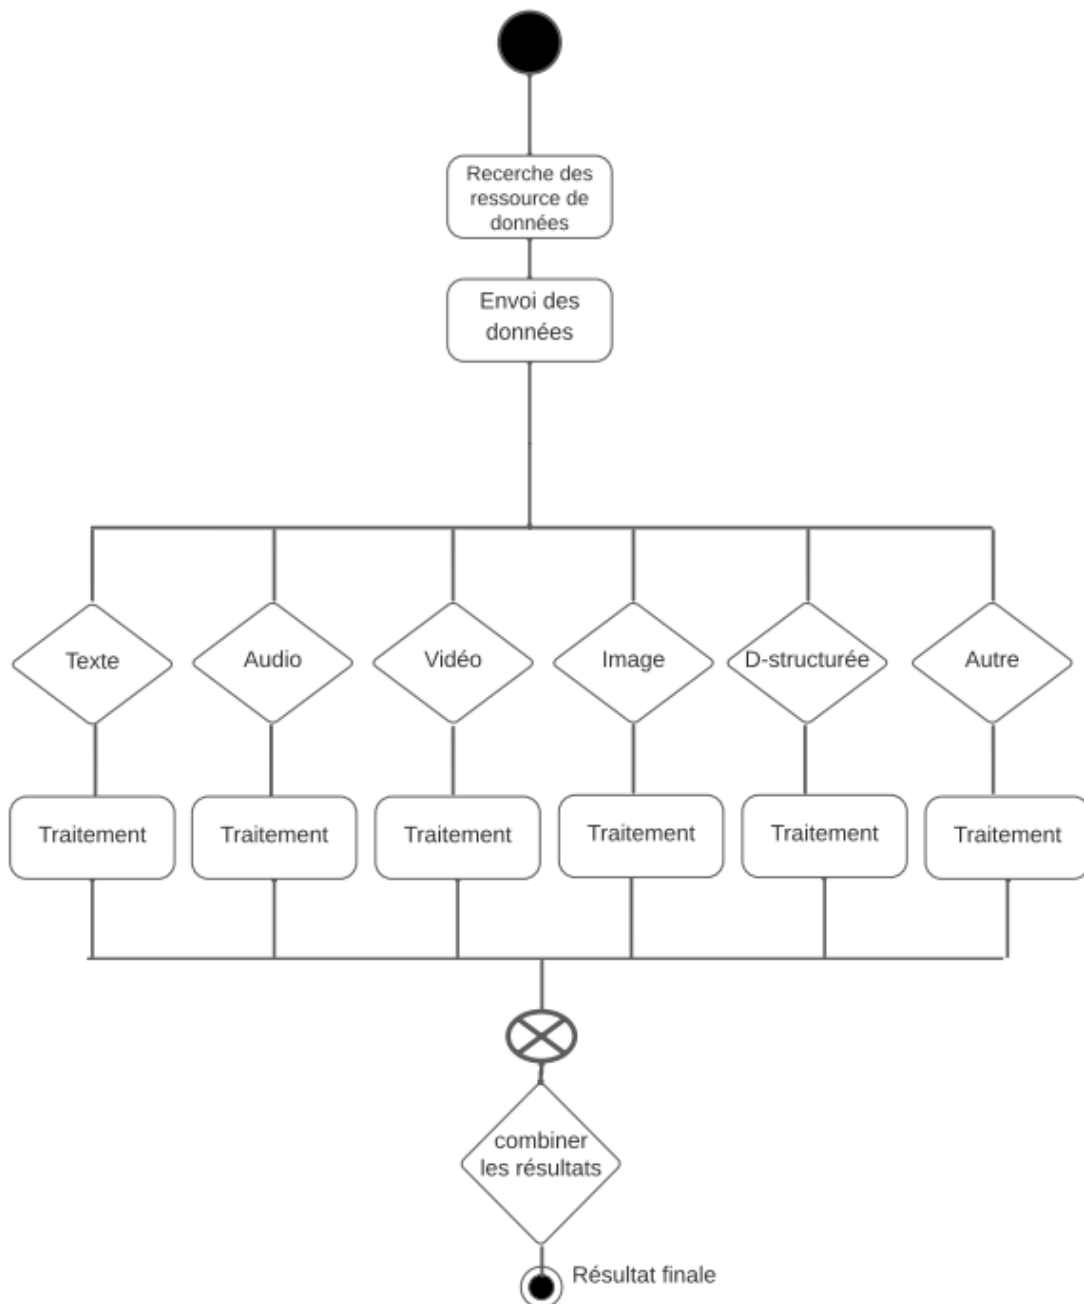 Recerche des
ressource de
données
Envoi des
données
Texte
Audio
Vidéo
Image
D-structurée
Autre
Traitement
Traitement
Traitement
Traitement
Traitement
Traitement
combiner
les résultats
Résultat finale